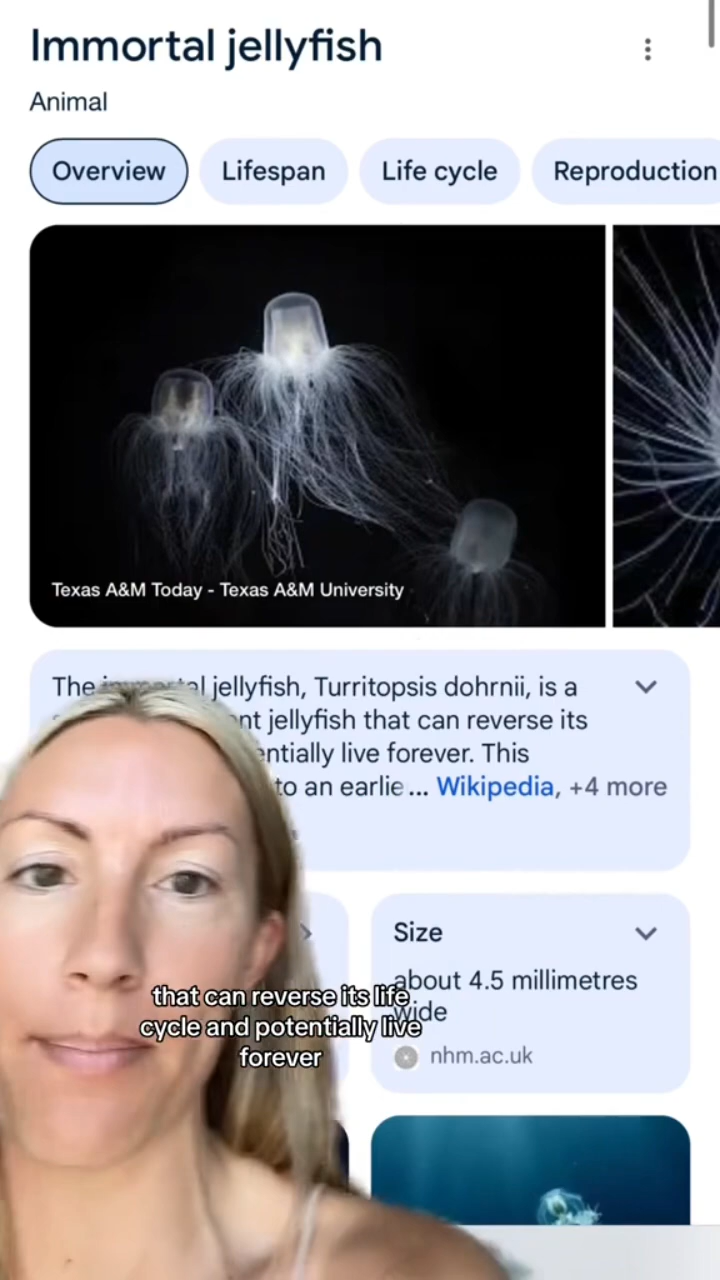 Immortal jellyfish
Animal
Overview
Lifespan
Life cycle
Reproduction
Texas A&M Today - Texas A&M University
The immortal jellyfish, Turritopsis dohrnii, is a
nt jellyfish that can reverse its
entially live forever. This
to an earlie ... Wikipedia, +4 more
Size
about 4.5 millimetres
wide
nhm.ac.uk
that can reverse its life
cycle and potentially live
forever